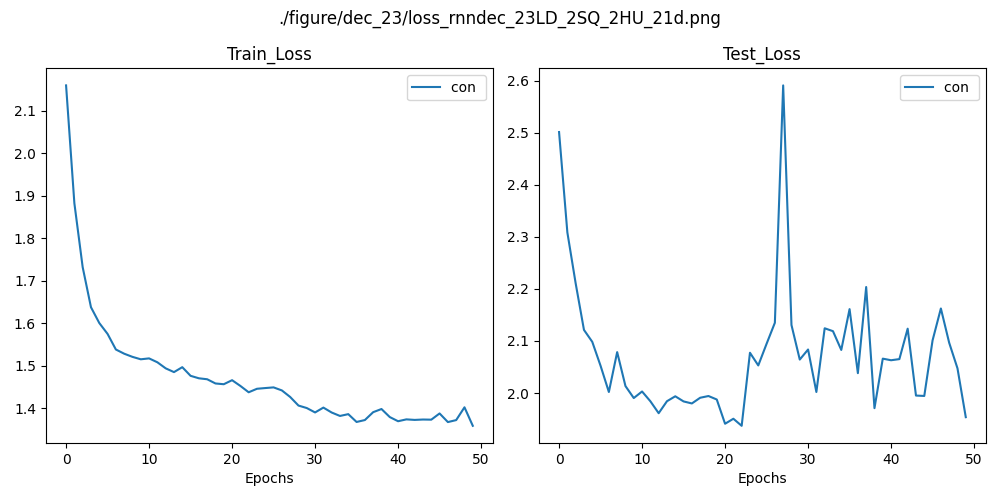 ./figure/dec_23/loss_rnndec_23LD_2SQ_2HU_21d.png
Train_Loss
con
2.1
2.0
1.9
1.8
1.7
1.6
1.5
1.4
0 10 20 30 40 50
Epochs
Test_Loss
con
2.6
2.5
2.4
2.3
2.2
2.1
2.0
0 10 20 30 40 50
Epochs